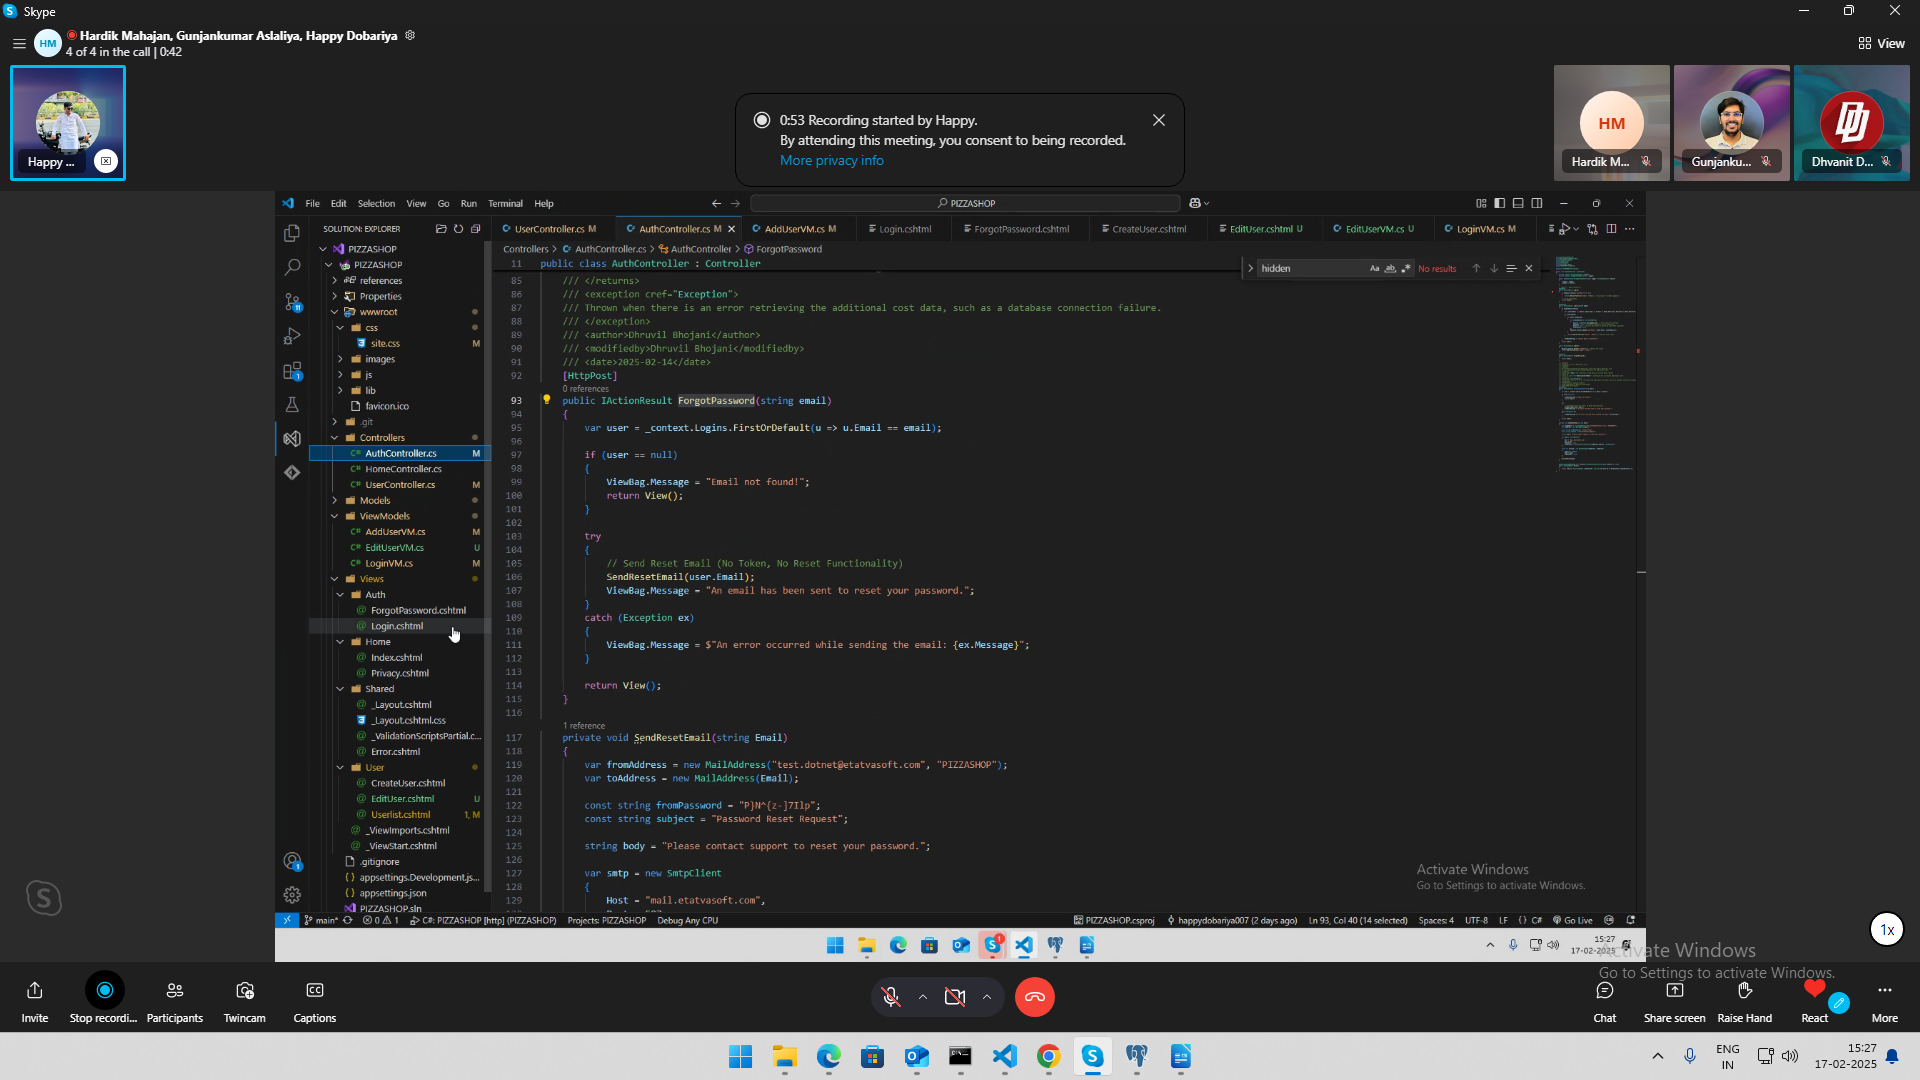 Skype
HM
Hardik Mahajan, Gunjankumar Aslaliya, Happy Dobariya
4 of 4 in the call | 0:42
View
Happy ...
0:53 Recording started by Happy.
By attending this meeting, you consent to being recorded.
More privacy info
HM
Hardik M...
Gunjanku...
Dhvanit D...
File Edit Selection View Go Run Terminal Help
PIZZASHOP
SOLUTION: EXPLORER
UserController.cs M
AuthController.cs M
AddUserVM.cs M
Login.cshtml
ForgotPassword.cshtml
CreateUser.cshtml
EditUser.cshtml U
EditUserVM.cs U
LoginVM.cs M
Controllers > AuthController.cs > AuthController > ForgotPassword
hidden
No results
PIZZASHOP
PIZZASHOP
references
Properties
wwwroot
css
site.css M
images
js
lib
favicon.ico
.git
Controllers
AuthController.cs M
HomeController.cs
UserController.cs M
Models
ViewModels
AddUserVM.cs M
EditUserVM.cs U
LoginVM.cs M
Views
Auth
ForgotPassword.cshtml
Login.cshtml
Home
Index.cshtml
Privacy.cshtml
Shared
_Layout.cshtml
_Layout.cshtml.css
_ValidationScriptsPartial.c...
Error.cshtml
User
CreateUser.cshtml
EditUser.cshtml U
Userlist.cshtml 1, M
_ViewImports.cshtml
_ViewStart.cshtml
.gitignore
appsettings.Development.js...
appsettings.json
PIZZASHOP.sln
11 public class AuthController : Controller
85 /// </returns>
86 /// <exception cref="Exception">
87 /// Thrown when there is an error retrieving the additional cost data, such as a database connection failure.
88 /// </exception>
89 /// <author>Dhruvil Bhojani</author>
90 /// <modifiedby>Dhruvil Bhojani</modifiedby>
91 /// <date>2025-02-14</date>
92 [HttpPost]
0 references
93 public IActionResult ForgotPassword(string email)
94 {
95 var user = _context.Logins.FirstOrDefault(u => u.Email == email);
96
97 if (user == null)
98 {
99 ViewBag.Message = "Email not found!";
100 return View();
101 }
102
103 try
104 {
105 // Send Reset Email (No Token, No Reset Functionality)
106 SendResetEmail(user.Email);
107 ViewBag.Message = "An email has been sent to reset your password.";
108 }
109 catch (Exception ex)
110 {
111 ViewBag.Message = $"An error occurred while sending the email: {ex.Message}";
112 }
113
114 return View();
115 }
116
1 reference
117 private void SendResetEmail(string Email)
118 {
119 var fromAddress = new MailAddress("test.dotnet@etatvasoft.com", "PIZZASHOP");
120 var toAddress = new MailAddress(Email);
121
122 const string fromPassword = "P}N^{z-]7Ilp";
123 const string subject = "Password Reset Request";
124
125 string body = "Please contact support to reset your password.";
126
127 var smtp = new SmtpClient
128 {
129 Host = "mail.etatvasoft.com",
Activate Windows
Go to Settings to activate Windows.
main* 0 1 C#: PIZZASHOP [http] (PIZZASHOP) Projects: PIZZASHOP Debug Any CPU
PIZZASHOP.csproj happydobariya007 (2 days ago) Ln 93, Col 40 (14 selected) Spaces: 4 UTF-8 LF {} C# Go Live
15:27
17-02-2025
1x
Activate Windows
Go to Settings to activate Windows.
Invite
Stop recordi...
Participants
Twincam
CC
Captions
Chat
Share screen
Raise Hand
React
More
ENG
IN
15:27
17-02-2025